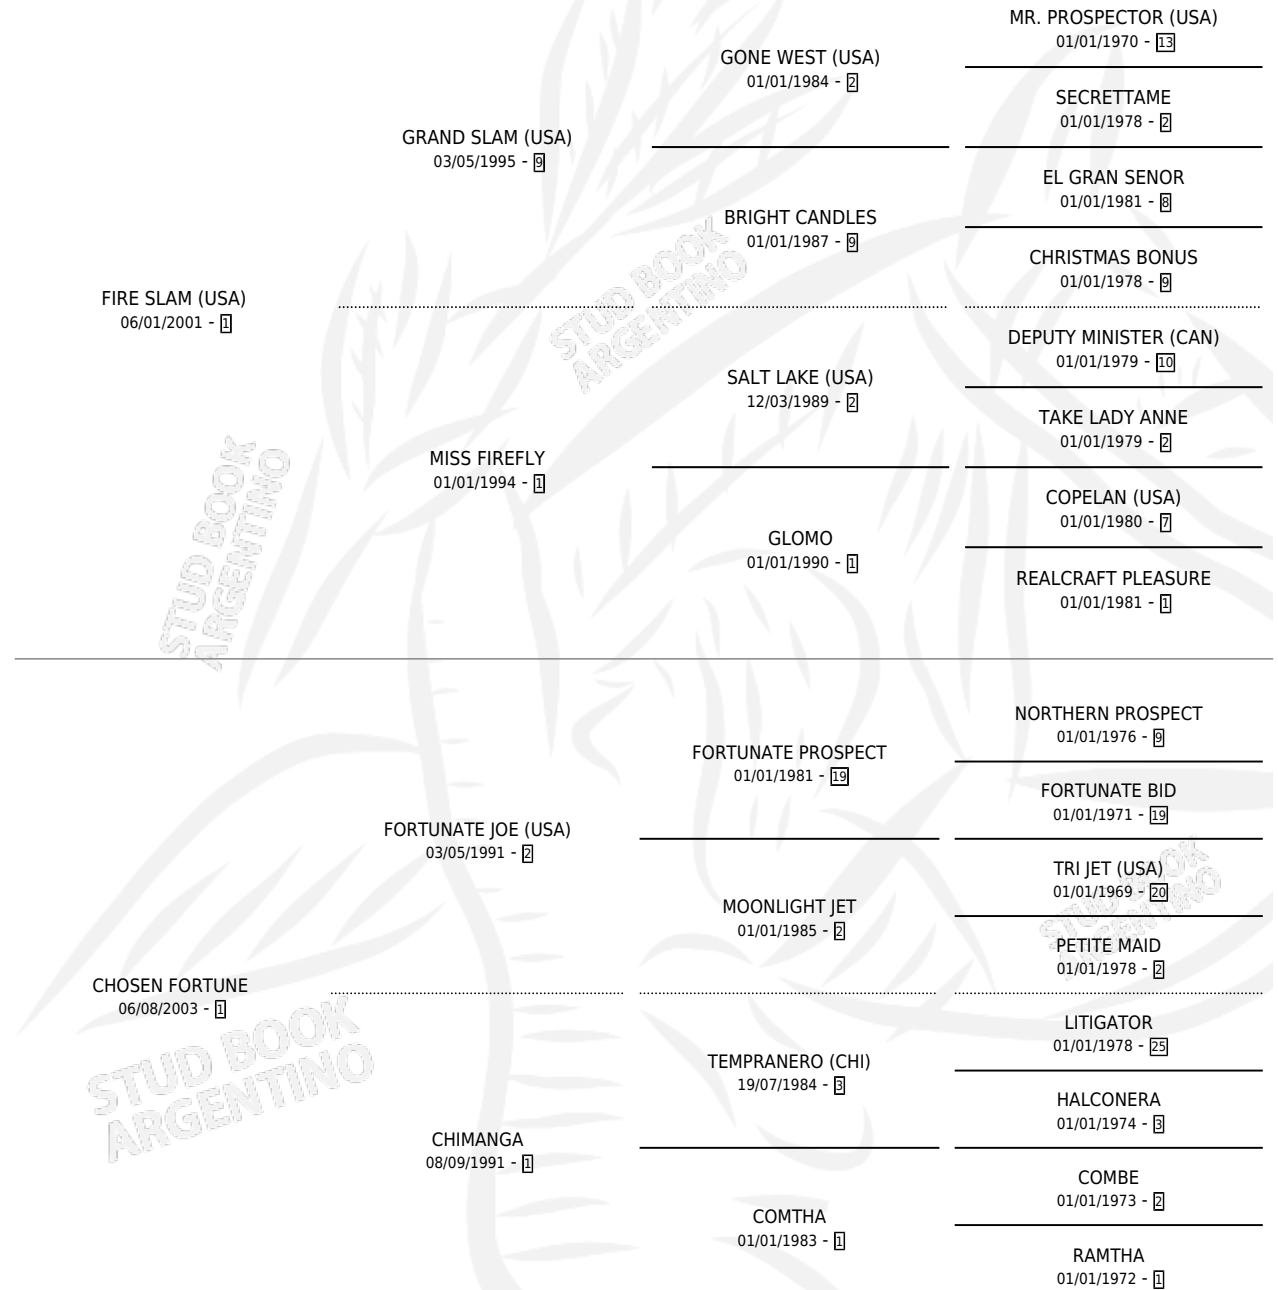 MR. PROSPECTOR (USA)
01/01/1970 - 13
GONE WEST (USA)
01/01/1984 - 2
SECRETTAME
01/01/1978 - 2
GRAND SLAM (USA)
03/05/1995 - 9
EL GRAN SENOR
01/01/1981 - 8
BRIGHT CANDLES
01/01/1987 - 9
CHRISTMAS BONUS
01/01/1978 - 9
FIRE SLAM (USA)
06/01/2001 - 1
STUD BOOK
ARGENTINO
DEPUTY MINISTER (CAN)
01/01/1979 - 10
SALT LAKE (USA)
12/03/1989 - 2
TAKE LADY ANNE
01/01/1979 - 2
MISS FIREFLY
01/01/1994 - 1
COPELAN (USA)
01/01/1980 - 7
GLOMO
01/01/1990 - 1
REALCRAFT PLEASURE
01/01/1981 - 1
STUD BOOK
ARGENTINO
NORTHERN PROSPECT
01/01/1976 - 9
FORTUNATE PROSPECT
01/01/1981 - 19
FORTUNATE BID
01/01/1971 - 19
FORTUNATE JOE (USA)
03/05/1991 - 2
TRI JET (USA)
01/01/1969 - 20
MOONLIGHT JET
01/01/1985 - 2
STUD BOOK
ARGENTINO
PETITE MAID
01/01/1978 - 2
CHOSEN FORTUNE
06/08/2003 - 1
STUD BOOK
ARGENTINO
LITIGATOR
01/01/1978 - 25
TEMPRANERO (CHI)
19/07/1984 - 3
HALCONERA
01/01/1974 - 3
CHIMANGA
08/09/1991 - 1
COMBE
01/01/1973 - 2
COMTHA
01/01/1983 - 1
RAMTHA
01/01/1972 - 1